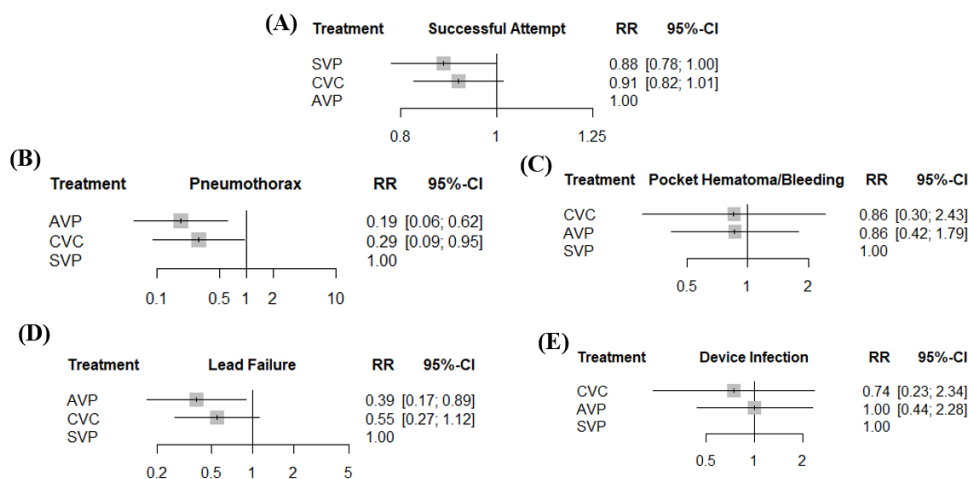 (A)
Treatment Successful Attempt RR 95%-CI
SVP 0.88 [0.78; 1.00]
CVC 0.91 [0.82; 1.01]
AVP 1.00
0.8 1 1.25
(B)
Treatment Pneumothorax RR 95%-CI
AVP 0.19 [0.06; 0.62]
CVC 0.29 [0.09; 0.95]
SVP 1.00
0.1 0.5 1 2 10
(C)
Treatment Pocket Hematoma/Bleeding RR 95%-CI
CVC 0.86 [0.30; 2.43]
AVP 0.86 [0.42; 1.79]
SVP 1.00
0.5 1 2
(D)
Treatment Lead Failure RR 95%-CI
AVP 0.39 [0.17; 0.89]
CVC 0.55 [0.27; 1.12]
SVP 1.00
0.2 0.5 1 2 5
(E)
Treatment Device Infection RR 95%-CI
CVC 0.74 [0.23; 2.34]
AVP 1.00 [0.44; 2.28]
SVP 1.00
0.5 1 2